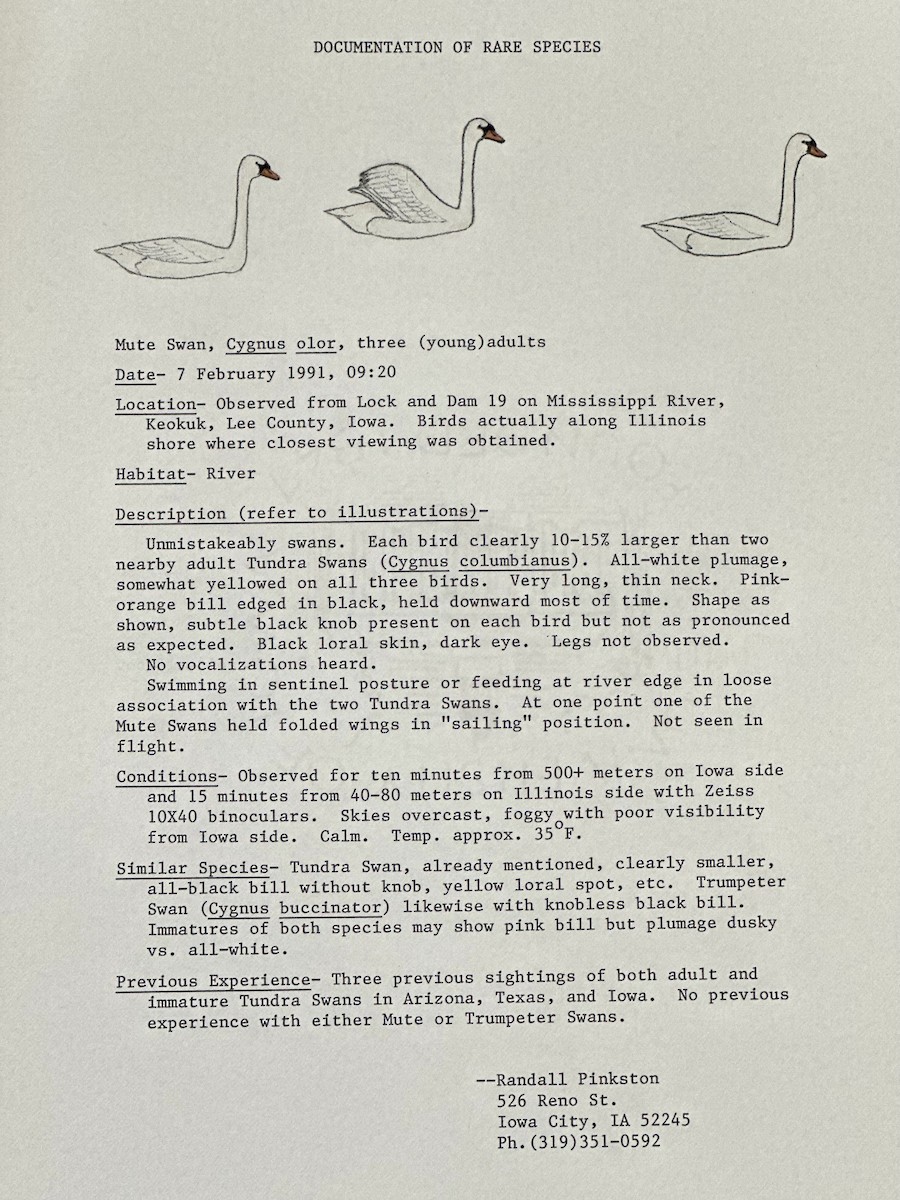 DOCUMENTATION OF RARE SPECIES
Mute Swan, Cygnus olor, three (young)adults
Date- 7 February 1991, 09:20
Location- Observed from Lock and Dam 19 on Mississippi River,
Keokuk, Lee County, Iowa. Birds actually along Illinois
shore where closest viewing was obtained.
Habitat- River
Description (refer to illustrations)-
Unmistakeably swans. Each bird clearly 10-15% larger than two
nearby adult Tundra Swans (Cygnus columbianus). All-white plumage,
somewhat yellowed on all three birds. Very long, thin neck. Pink-
orange bill edged in black, held downward most of time. Shape as
shown, subtle black knob present on each bird but not as pronounced
as expected. Black loral skin, dark eye. Legs not observed.
No vocalizations heard.
Swimming in sentinel posture or feeding at river edge in loose
association with the two Tundra Swans. At one point one of the
Mute Swans held folded wings in "sailing" position. Not seen in
flight.
Conditions- Observed for ten minutes from 500+ meters on Iowa side
and 15 minutes from 40-80 meters on Illinois side with Zeiss
10X40 binoculars. Skies overcast, foggy with poor visibility
from Iowa side. Calm. Temp. approx. 35°F.
Similar Species- Tundra Swan, already mentioned, clearly smaller,
all-black bill without knob, yellow loral spot, etc. Trumpeter
Swan (Cygnus buccinator) likewise with knobless black bill.
Immatures of both species may show pink bill but plumage dusky
vs. all-white.
Previous Experience- Three previous sightings of both adult and
immature Tundra Swans in Arizona, Texas, and Iowa. No previous
experience with either Mute or Trumpeter Swans.
--Randall Pinkston
526 Reno St.
Iowa City, IA 52245
Ph.(319)351-0592